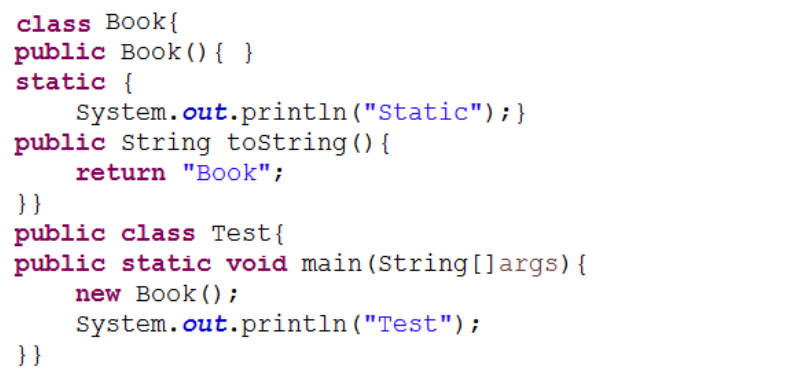 class Book{
public Book(){ }
static {
    System.out.println("Static");}
public String toString(){
    return "Book";
}}
public class Test{
public static void main(String[]args){
    new Book();
    System.out.println("Test");
}}